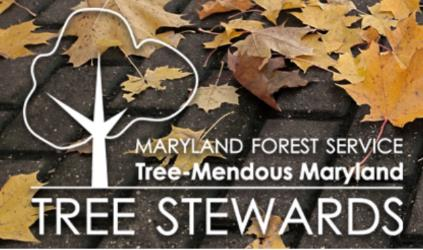 MARYLAND FOREST SERVICE
Tree-Mendous Maryland
TREE STEWARDS